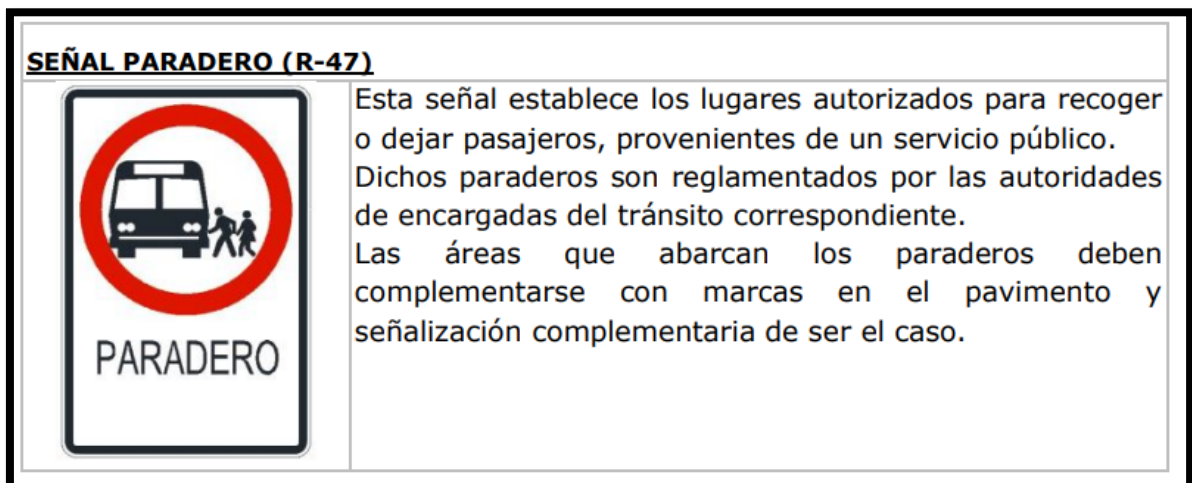 SEÑAL PARADERO (R-47)
PARADERO
Esta señal establece los lugares autorizados para recoger
o dejar pasajeros, provenientes de un servicio público.
Dichos paraderos son reglamentados por las autoridades
de encargadas del tránsito correspondiente.
Las áreas que abarcan los paraderos deben
complementarse con marcas en el pavimento y
señalización complementaria de ser el caso.